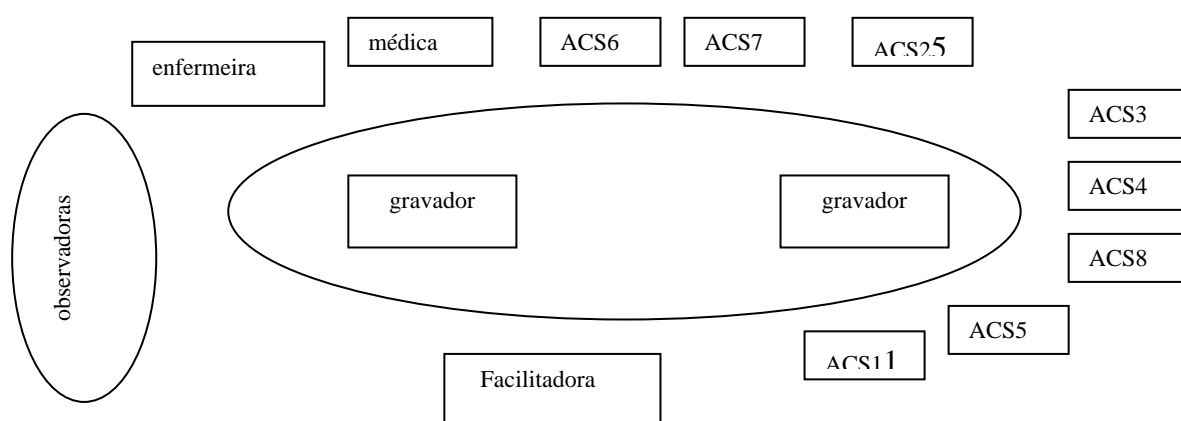 médica
ACS6
ACS7
ACS25
enfermeira
ACS3
gravador
gravador
ACS4
observadoras
ACS8
ACS5
ACS11
Facilitadora